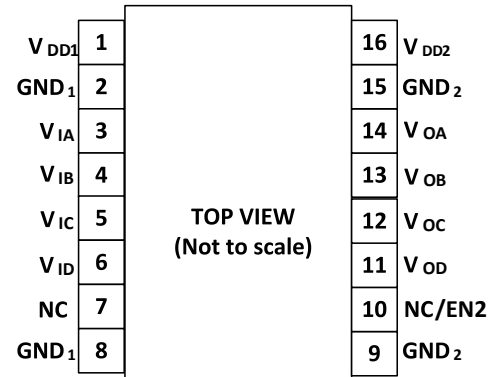 V DD1 1 16 V DD2
GND 1 2 15 GND 2
V IA 3 14 V OA
V IB 4 13 V OB
V IC 5 12 V OC
TOP VIEW
(Not to scale)
V ID 6 11 V OD
NC 7 10 NC/EN2
GND 1 8 9 GND 2